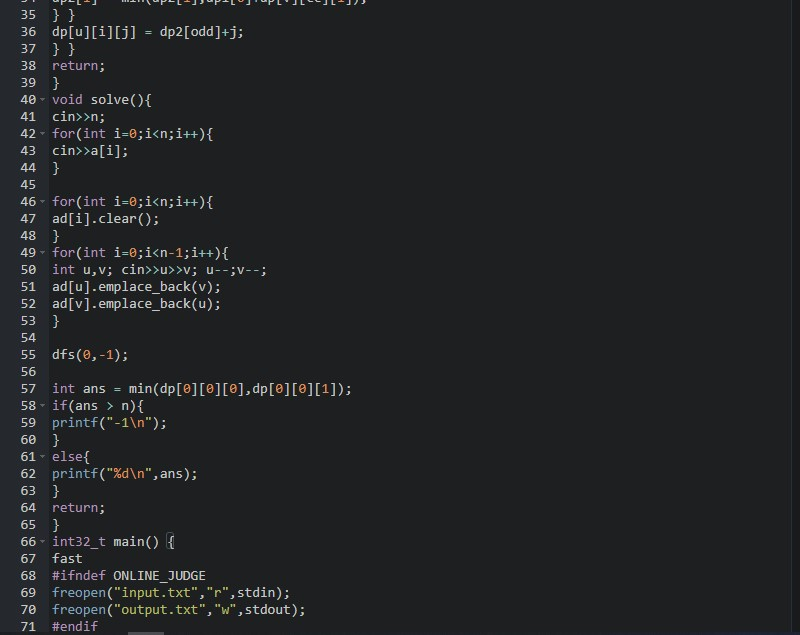 35 } }
36 dp[u][i][j] = dp2[odd]+j;
37 } }
38 return;
39 }
40 void solve(){
41 cin>>n;
42 for(int i=0;i<n;i++){
43 cin>>a[i];
44 }
45
46 for(int i=0;i<n;i++){
47 ad[i].clear();
48 }
49 for(int i=0;i<n-1;i++){
50 int u,v; cin>>u>>v; u--;v--;
51 ad[u].emplace_back(v);
52 ad[v].emplace_back(u);
53 }
54
55 dfs(0,-1);
56
57 int ans = min(dp[0][0][0],dp[0][0][1]);
58 if(ans > n){
59 printf("-1\n");
60 }
61 else{
62 printf("%d\n",ans);
63 }
64 return;
65 }
66 int32_t main() {
67 fast
68 #ifndef ONLINE_JUDGE
69 freopen("input.txt","r",stdin);
70 freopen("output.txt","w",stdout);
71 #endif